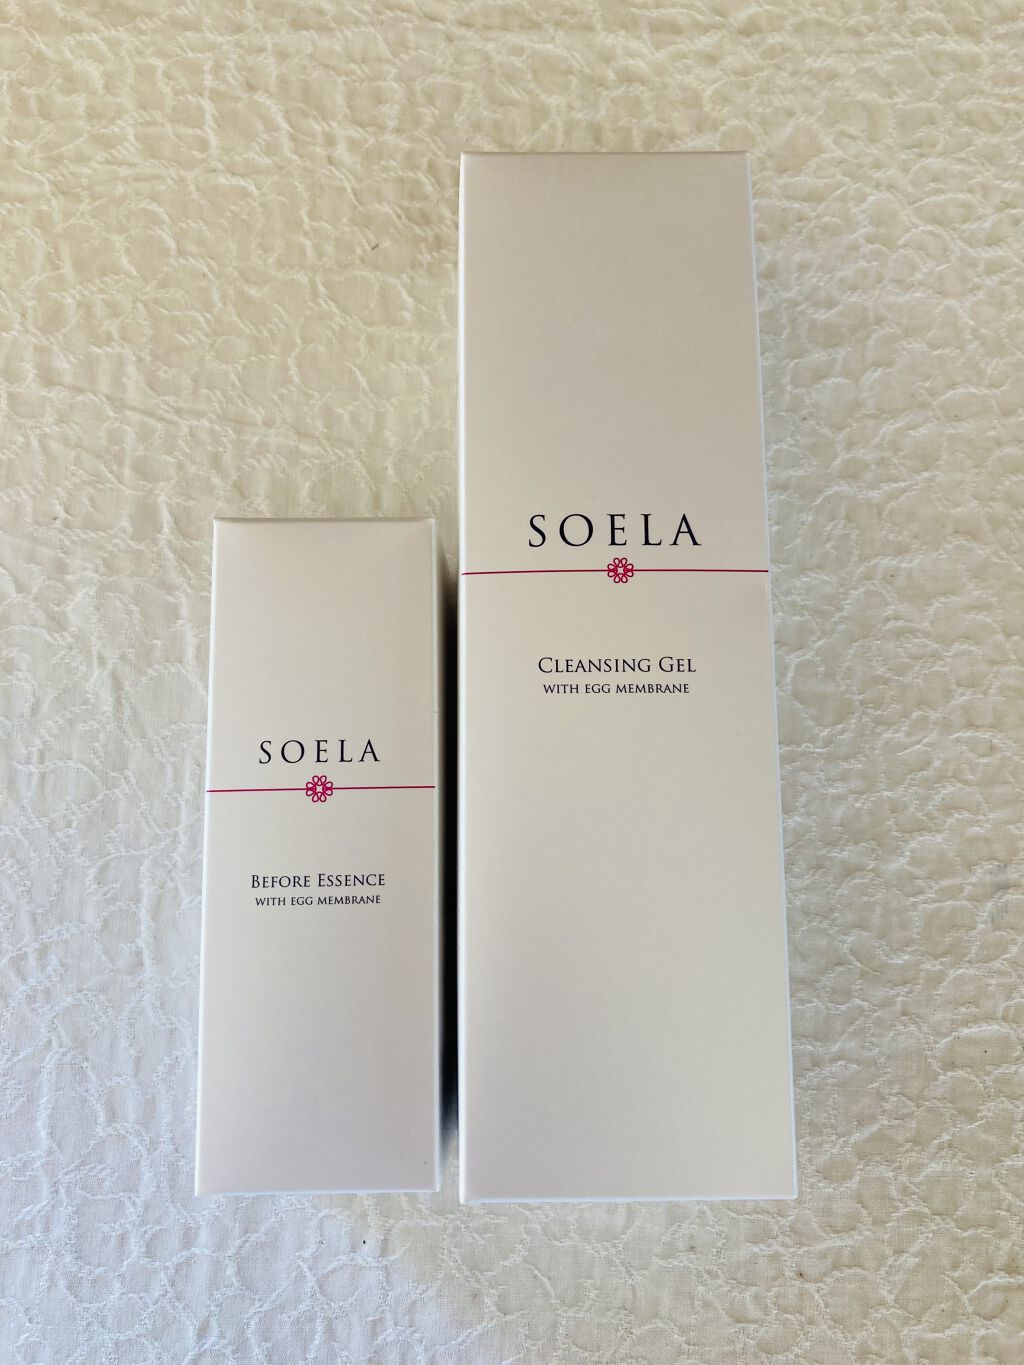 SOELA
BEFORE ESSENCE
WITH EGG MEMBRANE
SOELA
CLEANSING GEL
WITH EGG MEMBRANE